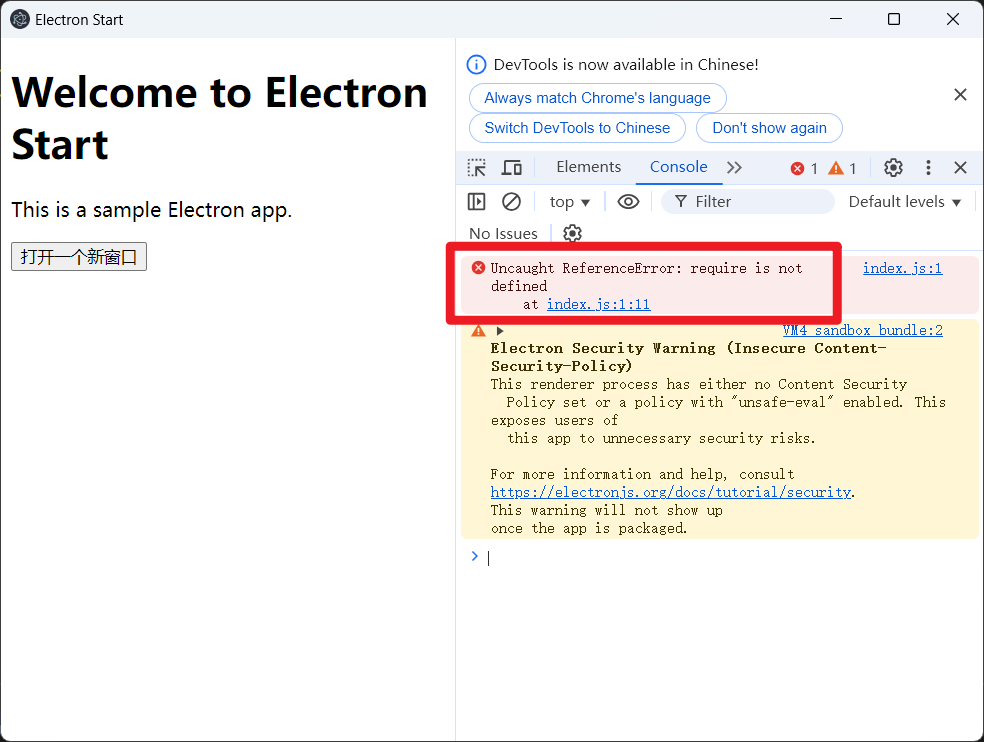 Electron Start
Welcome to Electron
Start
This is a sample Electron app.
打开一个新窗口
DevTools is now available in Chinese!
Always match Chrome's language
Switch DevTools to Chinese
Don't show again
Elements
Console
1
1
top
Filter
Default levels
No Issues
Uncaught ReferenceError: require is not
index.js:1
defined
at index.js:1:11
VM4 sandbox_bundle:2
Electron Security Warning (Insecure Content-
Security-Policy)
This renderer process has either no Content Security
Policy set or a policy with "unsafe-eval" enabled. This
exposes users of
this app to unnecessary security risks.
For more information and help, consult
https://electronjs.org/docs/tutorial/security.
This warning will not show up
once the app is packaged.